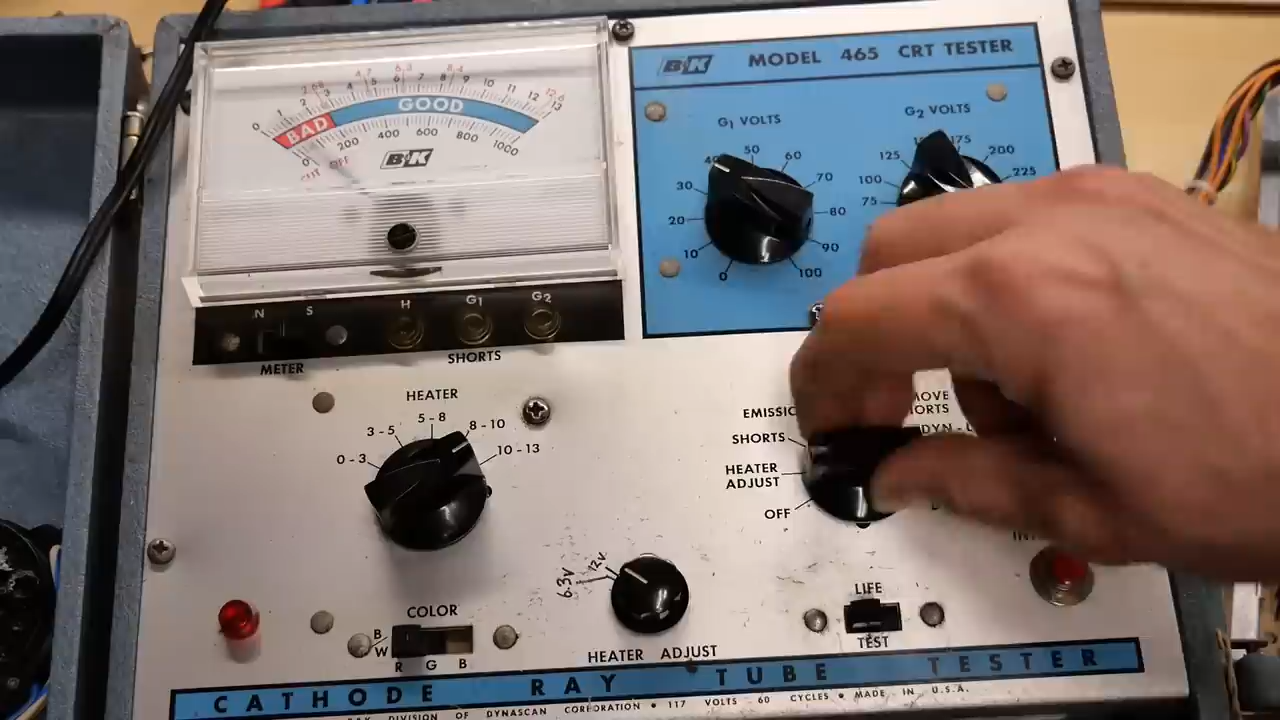 B&K MODEL 465 CRT TESTER
G1 VOLTS
0 10 20 30 40 50 60 70 80 90 100
G2 VOLTS
75 100 125 175 200 225
0 1 2 3 4 5 6 7 8 9 10 11 12 13
BAD GOOD
0 200 400 600 800 1000
OFF
B&K
N S
METER
H G1 G2
SHORTS
HEATER
0-3 3-5 5-8 8-10 10-13
SHORTS
HEATER
ADJUST
OFF
6.3V 12V
HEATER ADJUST
COLOR
B
W
R G B
LIFE
TEST
CATHODE RAY TUBE TESTER
DIVISION OF DYNASCAN CORPORATION • 117 VOLTS 60 CYCLES • MADE IN U.S.A.